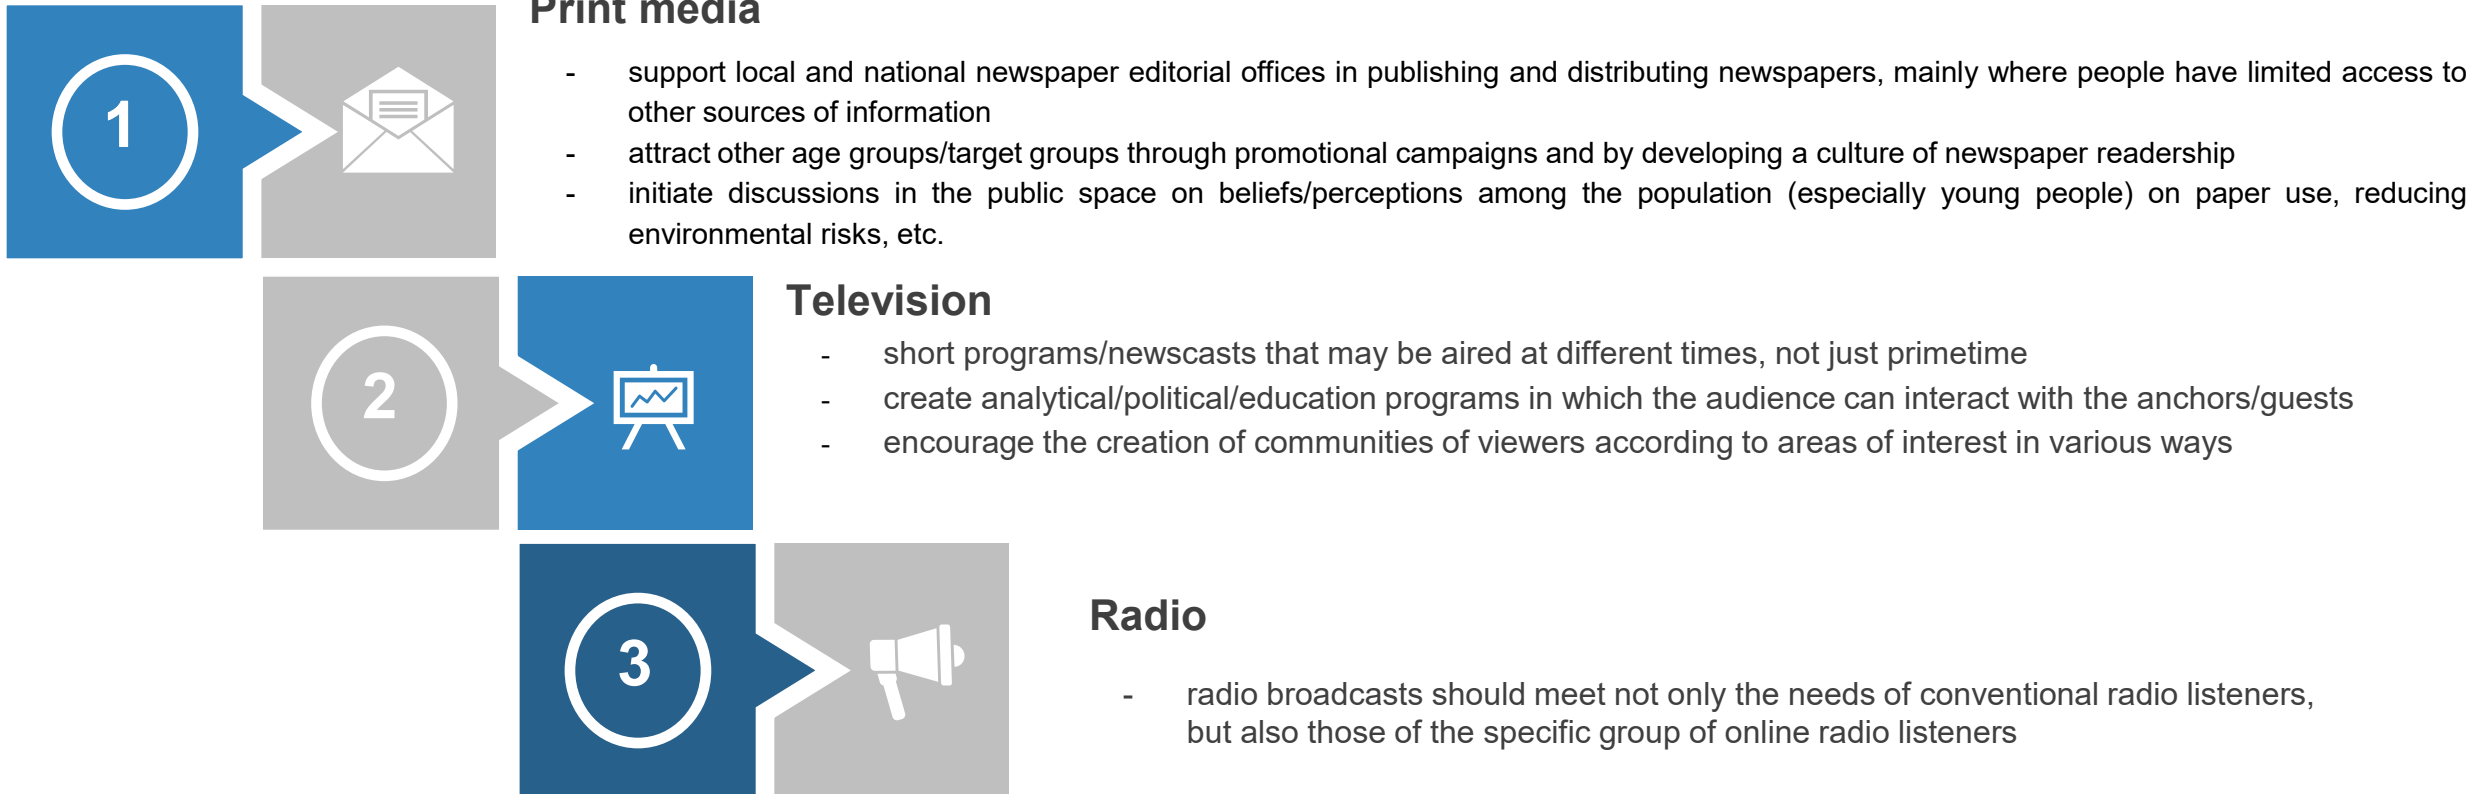 Print media
1
- support local and national newspaper editorial offices in publishing and distributing newspapers, mainly where people have limited access to
other sources of information
- attract other age groups/target groups through promotional campaigns and by developing a culture of newspaper readership
- initiate discussions in the public space on beliefs/perceptions among the population (especially young people) on paper use, reducing
environmental risks, etc.
Television
2
- short programs/newscasts that may be aired at different times, not just primetime
- create analytical/political/education programs in which the audience can interact with the anchors/guests
- encourage the creation of communities of viewers according to areas of interest in various ways
Radio
3
- radio broadcasts should meet not only the needs of conventional radio listeners,
but also those of the specific group of online radio listeners